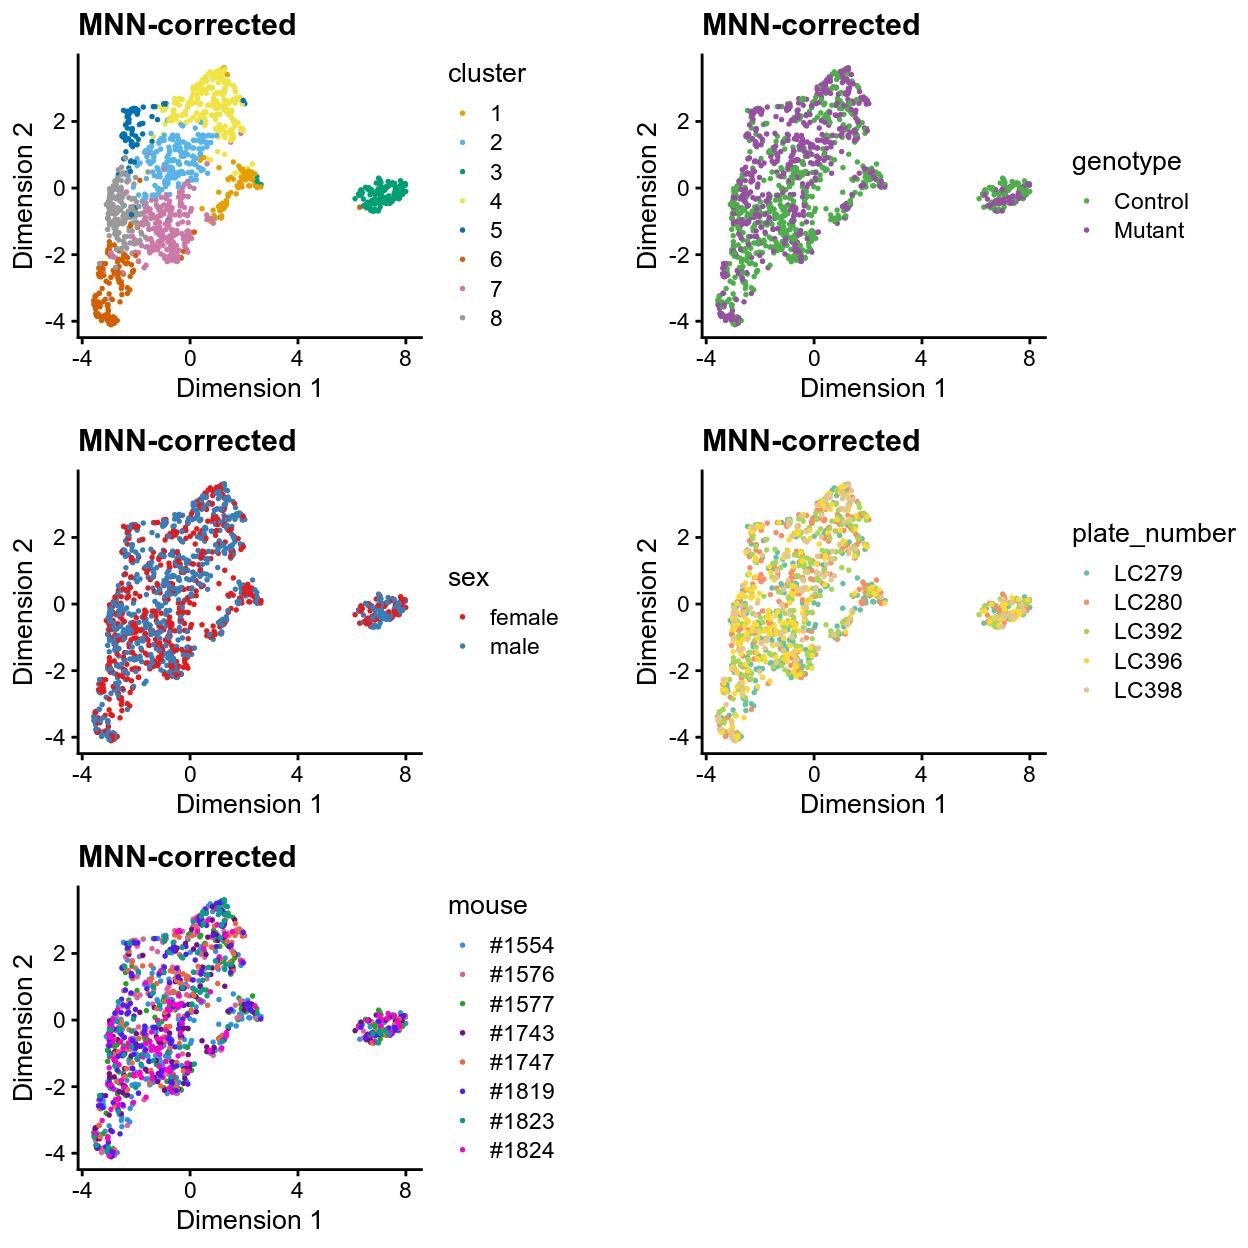 MNN-corrected
Dimension 2
2
0
-2
-4
-4 0 4 8
Dimension 1
cluster
1
2
3
4
5
6
7
8
MNN-corrected
Dimension 2
2
0
-2
-4
-4 0 4 8
Dimension 1
genotype
Control
Mutant
MNN-corrected
Dimension 2
2
0
-2
-4
-4 0 4 8
Dimension 1
sex
female
male
MNN-corrected
Dimension 2
2
0
-2
-4
-4 0 4 8
Dimension 1
plate_number
LC279
LC280
LC392
LC396
LC398
MNN-corrected
Dimension 2
2
0
-2
-4
-4 0 4 8
Dimension 1
mouse
#1554
#1576
#1577
#1743
#1747
#1819
#1823
#1824